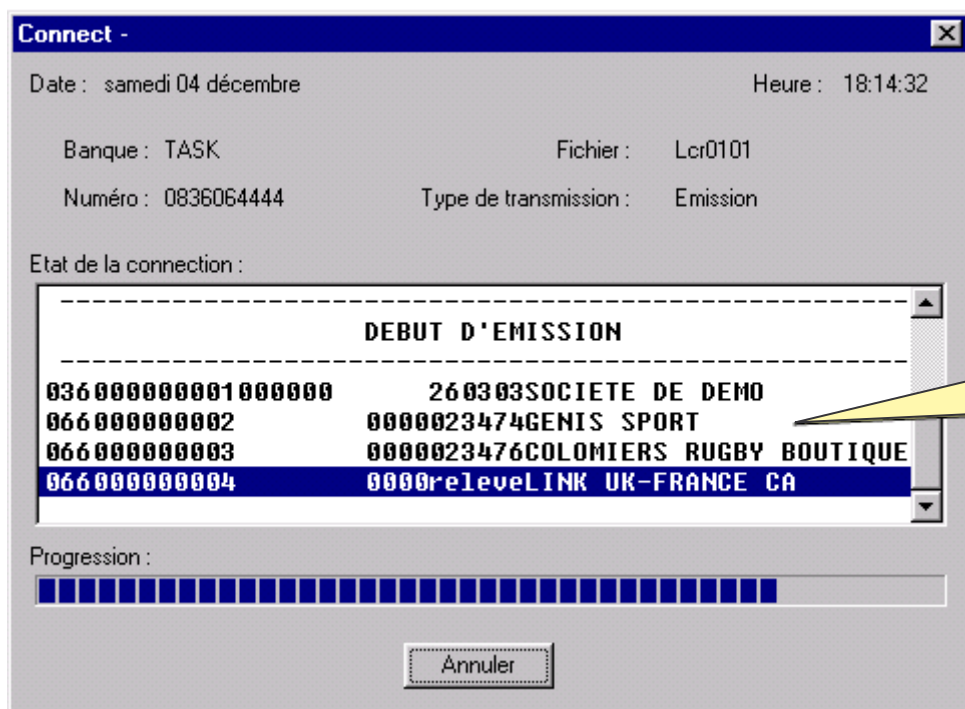 Connect -
Date : samedi 04 décembre Heure : 18:14:32
Banque : TASK Fichier : Lcr0101
Numéro : 0836064444 Type de transmission : Emission
Etat de la connection :
--------------------------------------------------------
DEBUT D'EMISSION
--------------------------------------------------------
036000000001000000 260303SOCIETE DE DEMO
066000000002 0000023474GENIS SPORT
066000000003 0000023476COLOMIERS RUGBY BOUTIQUE
066000000004 0000releveLINK UK-FRANCE CA
Progression :
Annuler